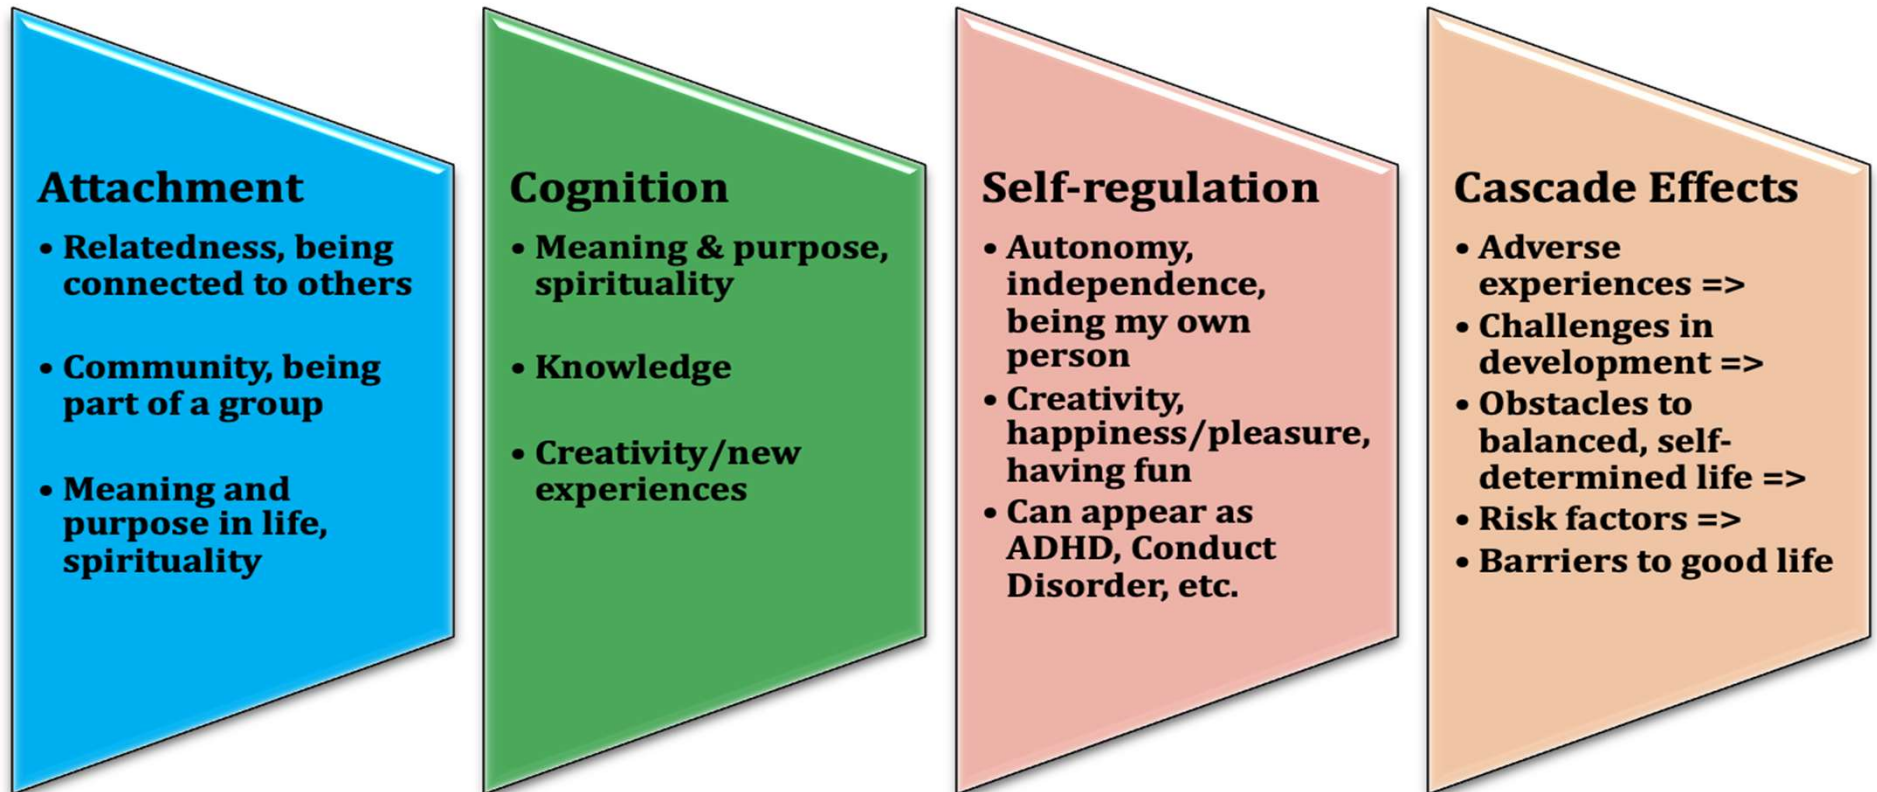 Attachment
• Relatedness, being
connected to others
• Community, being
part of a group
• Meaning and
purpose in life,
spirituality
Cognition
• Meaning & purpose,
spirituality
• Knowledge
• Creativity/new
experiences
Self-regulation
• Autonomy,
independence,
being my own
person
• Creativity,
happiness/pleasure,
having fun
• Can appear as
ADHD, Conduct
Disorder, etc.
Cascade Effects
• Adverse
experiences =>
• Challenges in
development =>
• Obstacles to
balanced, self-
determined life =>
• Risk factors =>
• Barriers to good life